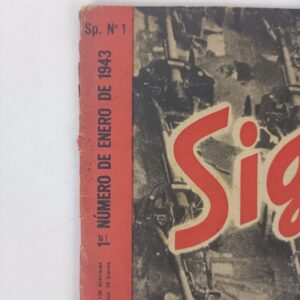 Sp. Nº 1
1er NÚMERO DE ENERO DE 1943
Sig